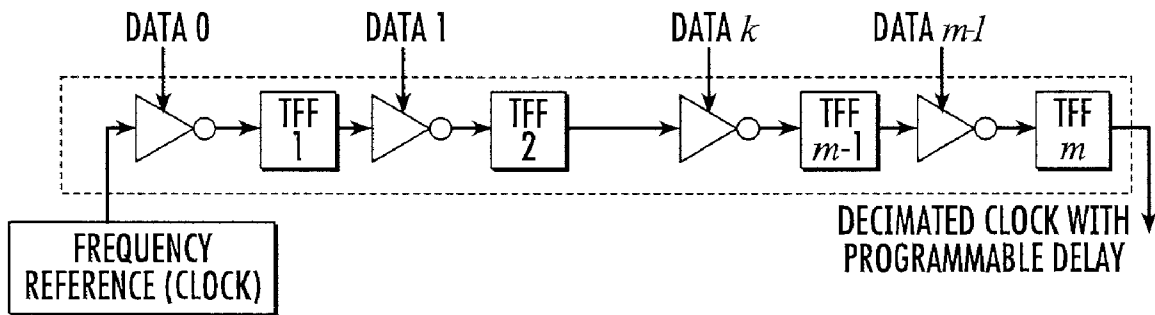 DATA 0
DATA 1
DATA k
DATA m-1
TFF
1
TFF
2
TFF
m-1
TFF
m
FREQUENCY
REFERENCE (CLOCK)
DECIMATED CLOCK WITH
PROGRAMMABLE DELAY